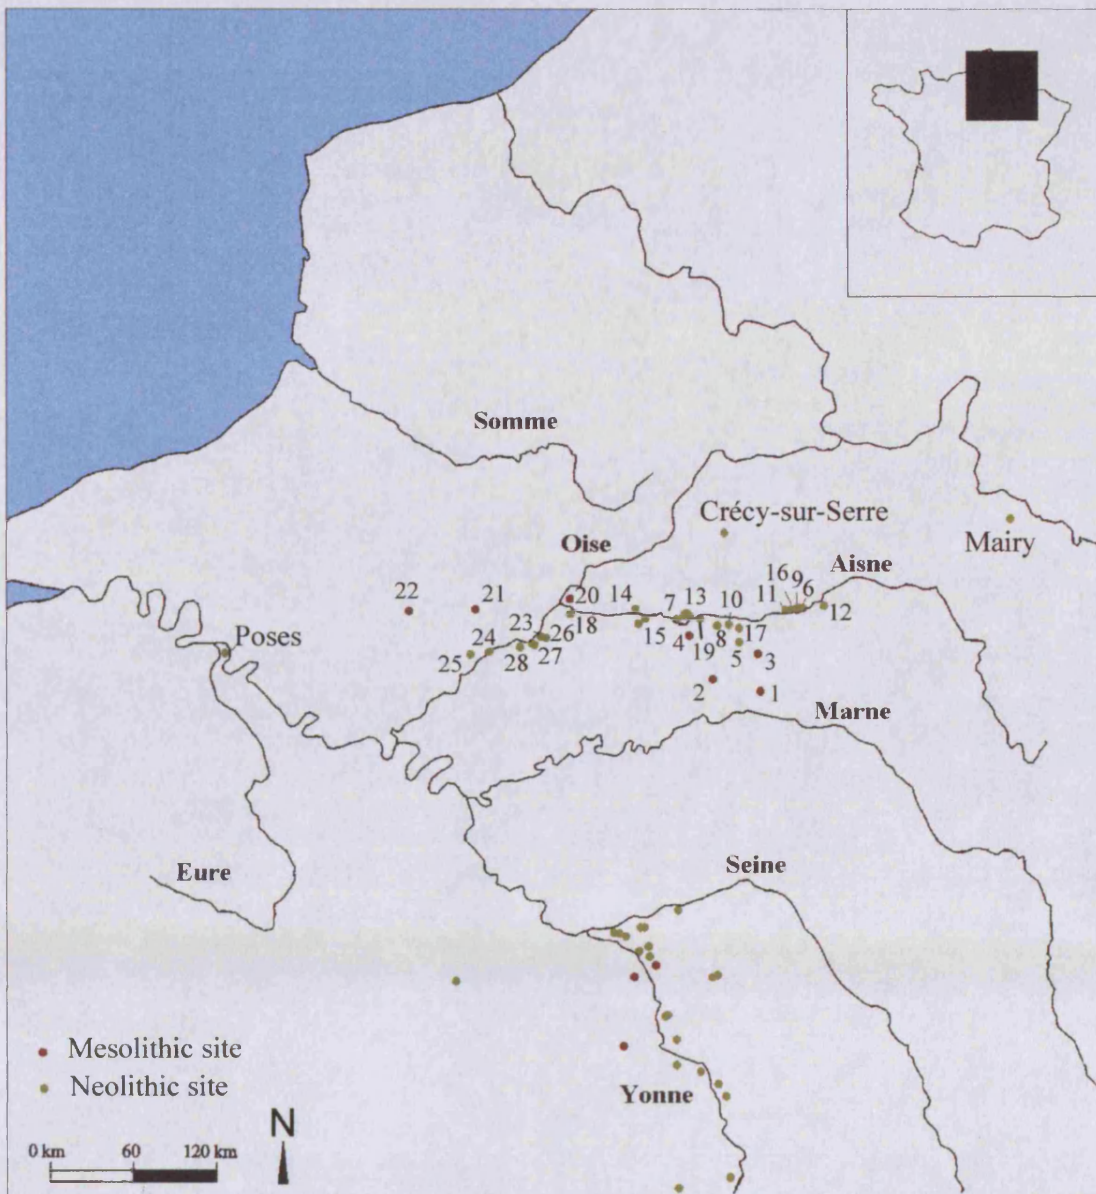 Somme
Crécy-sur-Serre
Oise
Mairy
Aisne
16 9 6
22 21 20 14 7 13 10 11 12
18
Poses
23 26 15 4 1 8 17
24 27 19 5 3
25 28
2 1
Marne
Eure
Seine
Mesolithic site
Neolithic site
Yonne
N
0 km 60 120 km